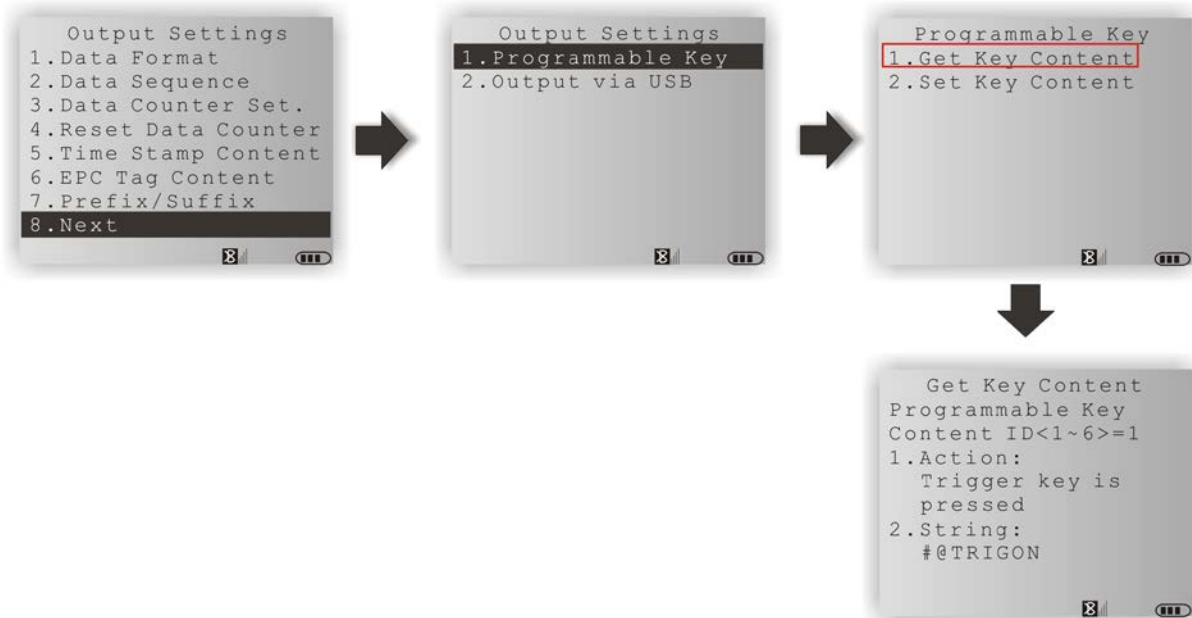 Output Settings
1.Data Format
2.Data Sequence
3.Data Counter Set.
4.Reset Data Counter
5.Time Stamp Content
6.EPC Tag Content
7.Prefix/Suffix
8.Next
Output Settings
1.Programmable Key
2.Output via USB
Programmable Key
1.Get Key Content
2.Set Key Content
Get Key Content
Programmable Key
Content ID<1~6>=1
1.Action:
Trigger key is
pressed
2.String:
#@TRIGON